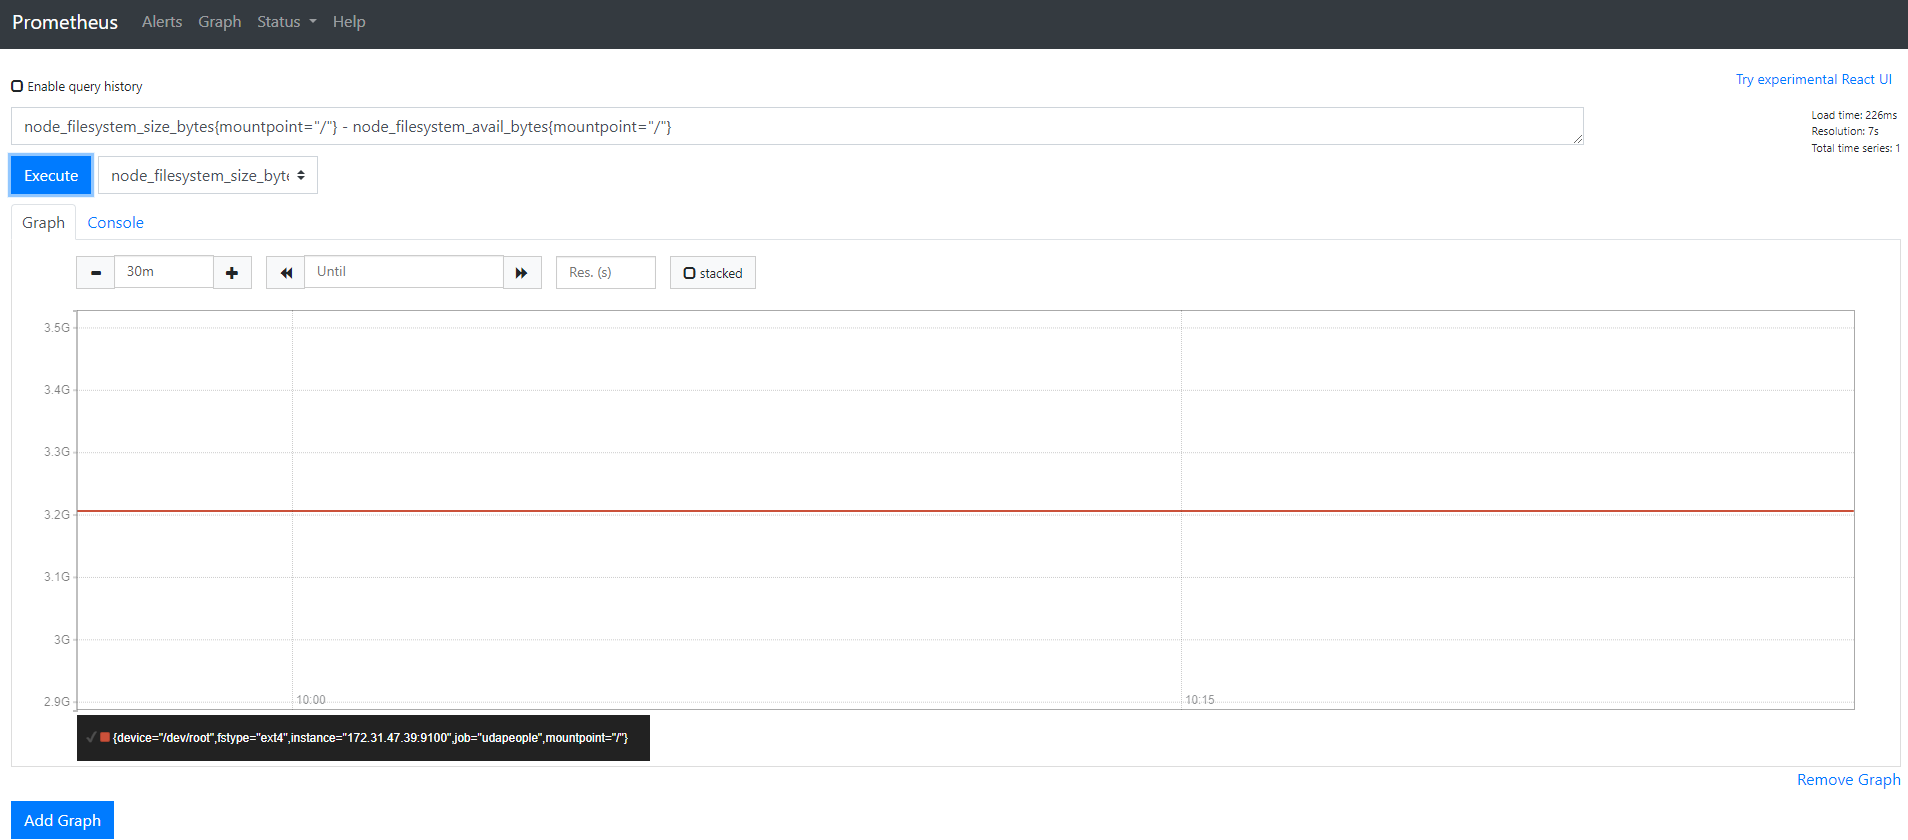 Prometheus Alerts Graph Status Help
Enable query history
Try experimental React UI
node_filesystem_size_bytes{mountpoint="/"} - node_filesystem_avail_bytes{mountpoint="/"}
Load time: 226ms
Resolution: 7s
Total time series: 1
Execute node_filesystem_size_byte
Graph Console
30m Until Res. (s) stacked
3.5G
3.4G
3.3G
3.2G
3.1G
3G
2.9G
10:00 10:15
{device="/dev/root",fstype="ext4",instance="172.31.47.39:9100",job="udapeople",mountpoint="/"}
Remove Graph
Add Graph